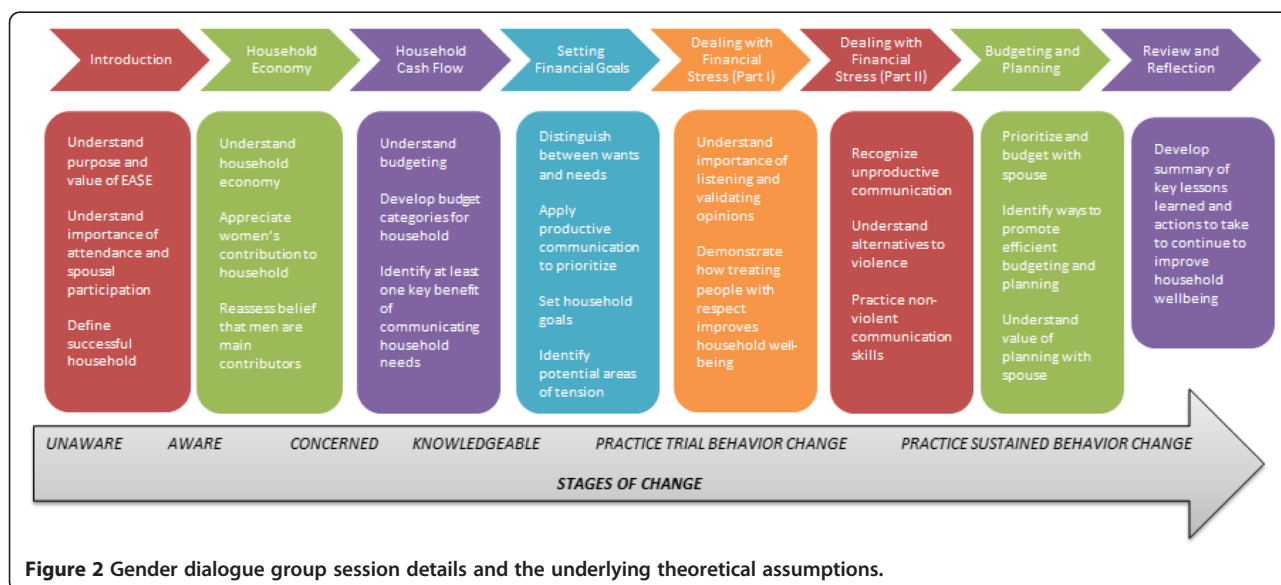 Introduction
Household
Economy
Household
Cash Flow
Setting
Financial Goals
Dealing with
Financial
Stress (Part I)
Dealing with
Financial
Stress (Part II)
Budgeting and
Planning
Review and
Reflection
Understand
purpose and
value of EA$E
Understand
importance of
attendance and
spousal
participation
Define
successful
household
Understand
household
economy
Appreciate
women's
contribution to
household
Reassess belief
that men are
main
contributors
Understand
budgeting
Develop budget
categories for
household
Identify at least
one key benefit
of
communicating
household
needs
Distinguish
between wants
and needs
Apply
productive
communication
to prioritize
Set household
goals
Identify
potential areas
of tension
Understand
importance of
listening and
validating
opinions
Demonstrate
how treating
people with
respect
improves
household well-
being
Recognize
unproductive
communication
Understand
alternatives to
violence
Practice non-
violent
communication
skills
Prioritize and
budget with
spouse
Identify ways to
promote
efficient
budgeting and
planning
Understand
value of
planning with
spouse
Develop
summary of
key lessons
learned and
actions to take
to continue to
improve
household
wellbeing
UNAWARE AWARE CONCERNED KNOWLEDGEABLE PRACTICE TRIAL BEHAVIOR CHANGE PRACTICE SUSTAINED BEHAVIOR CHANGE
STAGES OF CHANGE
Figure 2 Gender dialogue group session details and the underlying theoretical assumptions.